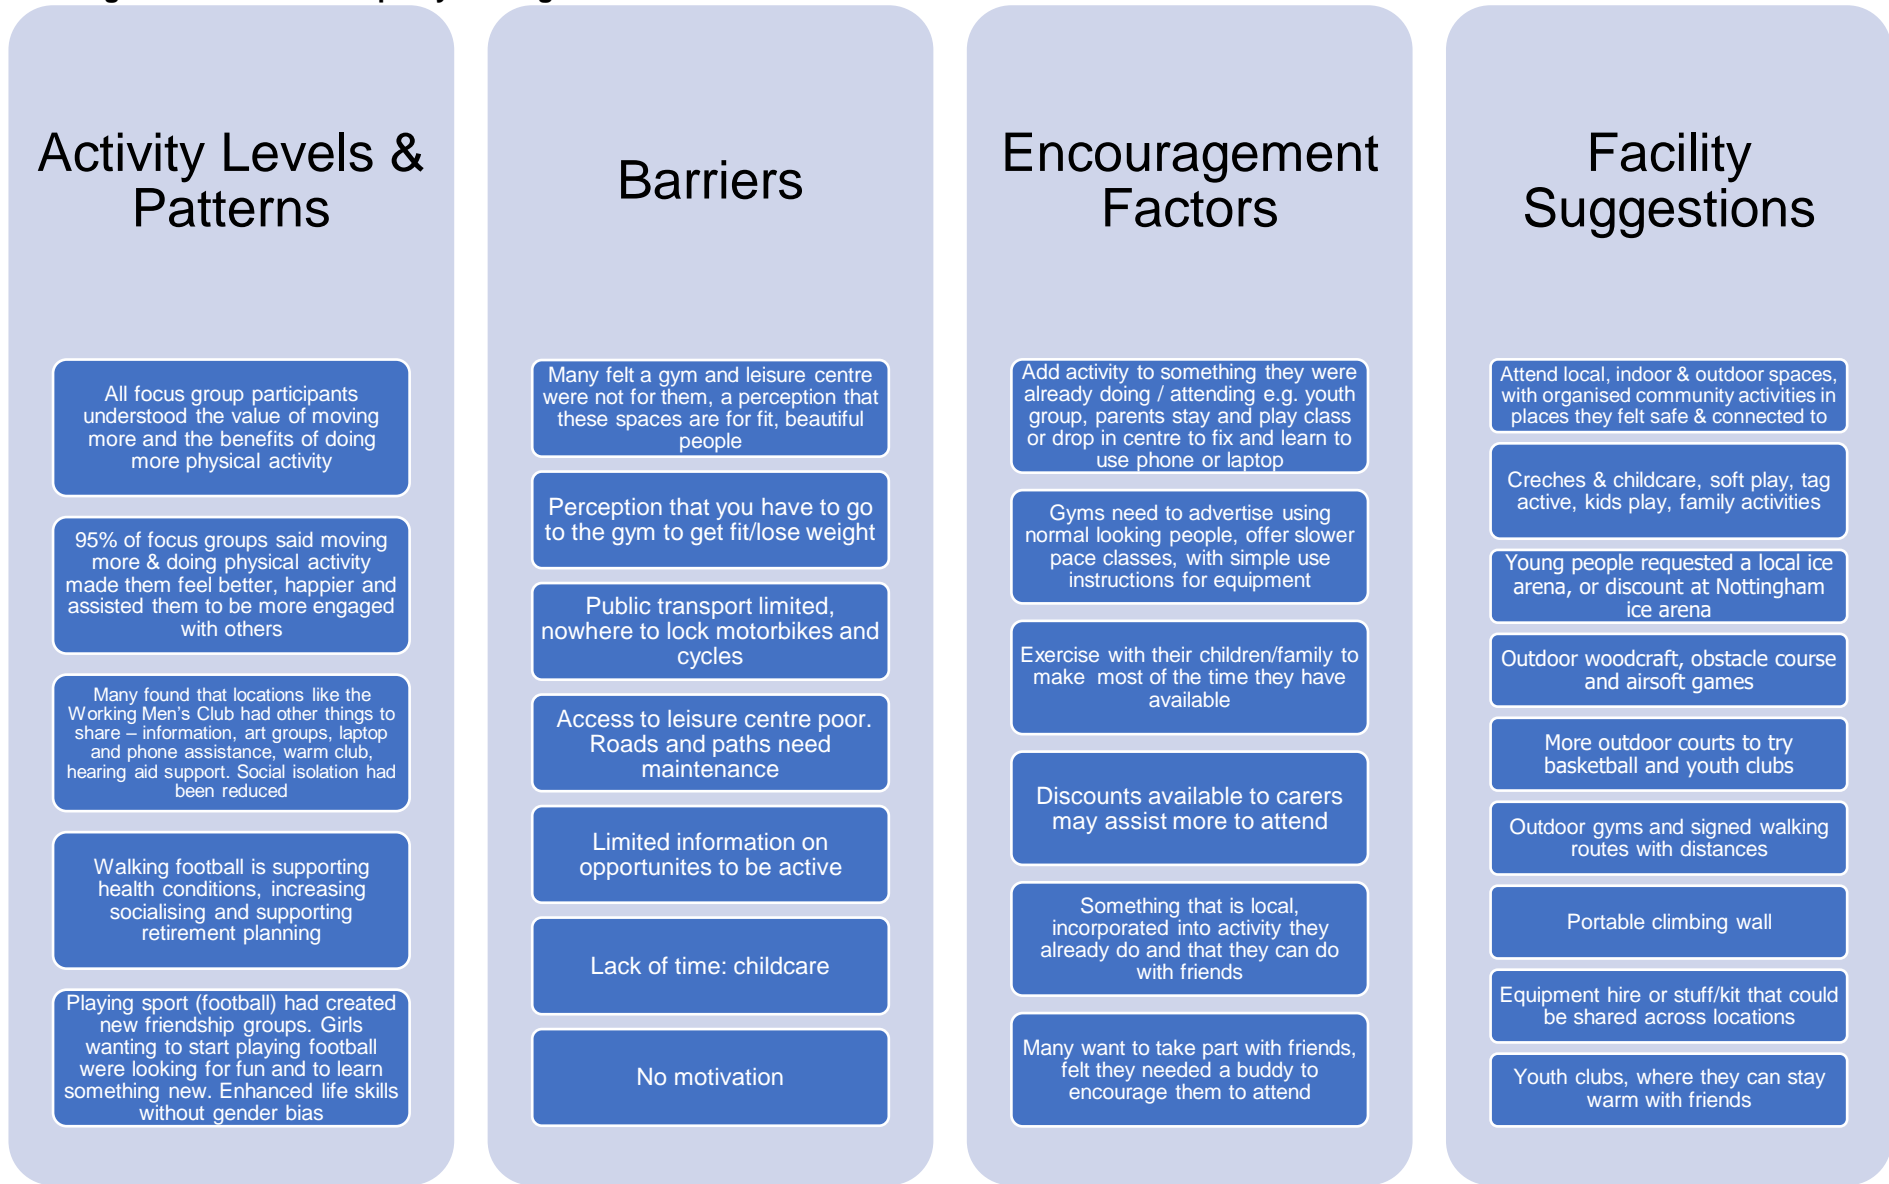 Activity Levels &
Patterns
All focus group participants
understood the value of moving
more and the benefits of doing
more physical activity
95% of focus groups said moving
more & doing physical activity
made them feel better, happier and
assisted them to be more engaged
with others
Many found that locations like the
Working Men's Club had other things to
share – information, art groups, laptop
and phone assistance, warm club,
hearing aid support. Social isolation had
been reduced
Walking football is supporting
health conditions, increasing
socialising and supporting
retirement planning
Playing sport (football) had created
new friendship groups. Girls
wanting to start playing football
were looking for fun and to learn
something new. Enhanced life skills
without gender bias
Barriers
Many felt a gym and leisure centre
were not for them, a perception that
these spaces are for fit, beautiful
people
Perception that you have to go
to the gym to get fit/lose weight
Public transport limited,
nowhere to lock motorbikes and
cycles
Access to leisure centre poor.
Roads and paths need
maintenance
Limited information on
opportunites to be active
Lack of time: childcare
No motivation
Encouragement
Factors
Add activity to something they were
already doing / attending e.g. youth
group, parents stay and play class
or drop in centre to fix and learn to
use phone or laptop
Gyms need to advertise using
normal looking people, offer slower
pace classes, with simple use
instructions for equipment
Exercise with their children/family to
make most of the time they have
available
Discounts available to carers
may assist more to attend
Something that is local,
incorporated into activity they
already do and that they can do
with friends
Many want to take part with friends,
felt they needed a buddy to
encourage them to attend
Facility
Suggestions
Attend local, indoor & outdoor spaces,
with organised community activities in
places they felt safe & connected to
Creches & childcare, soft play, tag
active, kids play, family activities
Young people requested a local ice
arena, or discount at Nottingham
ice arena
Outdoor woodcraft, obstacle course
and airsoft games
More outdoor courts to try
basketball and youth clubs
Outdoor gyms and signed walking
routes with distances
Portable climbing wall
Equipment hire or stuff/kit that could
be shared across locations
Youth clubs, where they can stay
warm with friends